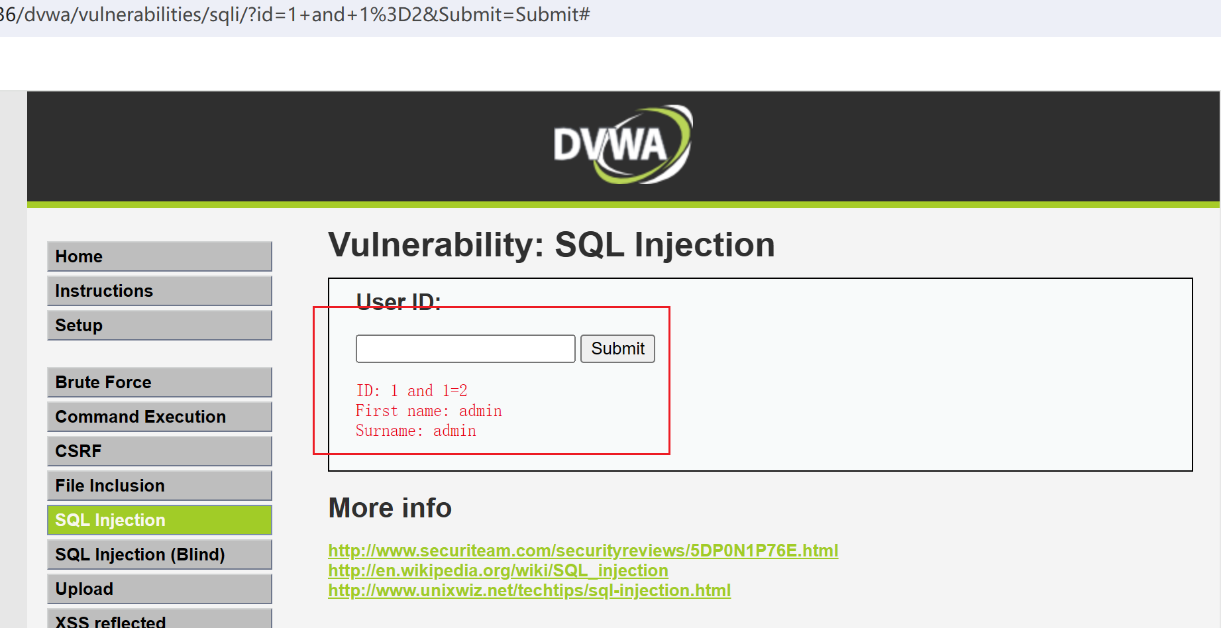 36/dvwa/vulnerabilities/sqli/?id=1+and+1%3D2&Submit=Submit#
DVWA
Vulnerability: SQL Injection
Home
Instructions
Setup
Brute Force
Command Execution
CSRF
File Inclusion
SQL Injection
SQL Injection (Blind)
Upload
XSS reflected
User ID:
Submit
ID: 1 and 1=2
First name: admin
Surname: admin
More info
http://www.securiteam.com/securityreviews/5DP0N1P76E.html
http://en.wikipedia.org/wiki/SQL_injection
http://www.unixwiz.net/techtips/sql-injection.html